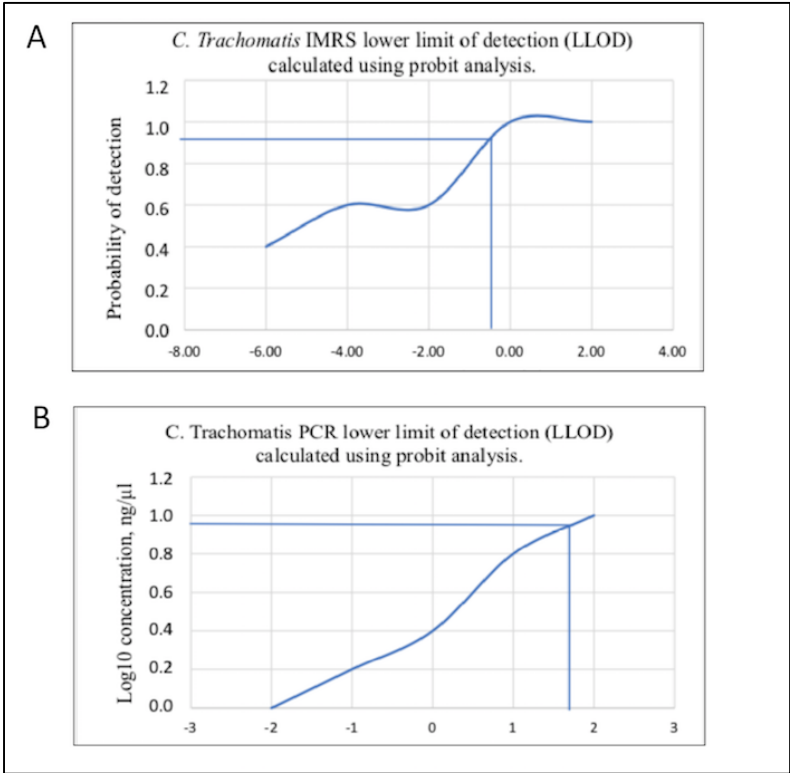 A
C. Trachomatis IMRS lower limit of detection (LLOD)
calculated using probit analysis.
Probability of detection
1.2
1.0
0.8
0.6
0.4
0.2
0.0
-8.00 -6.00 -4.00 -2.00 0.00 2.00 4.00
B
C. Trachomatis PCR lower limit of detection (LLOD)
calculated using probit analysis.
Log10 concentration, ng/µl
1.2
1.0
0.8
0.6
0.4
0.2
0.0
-3 -2 -1 0 1 2 3